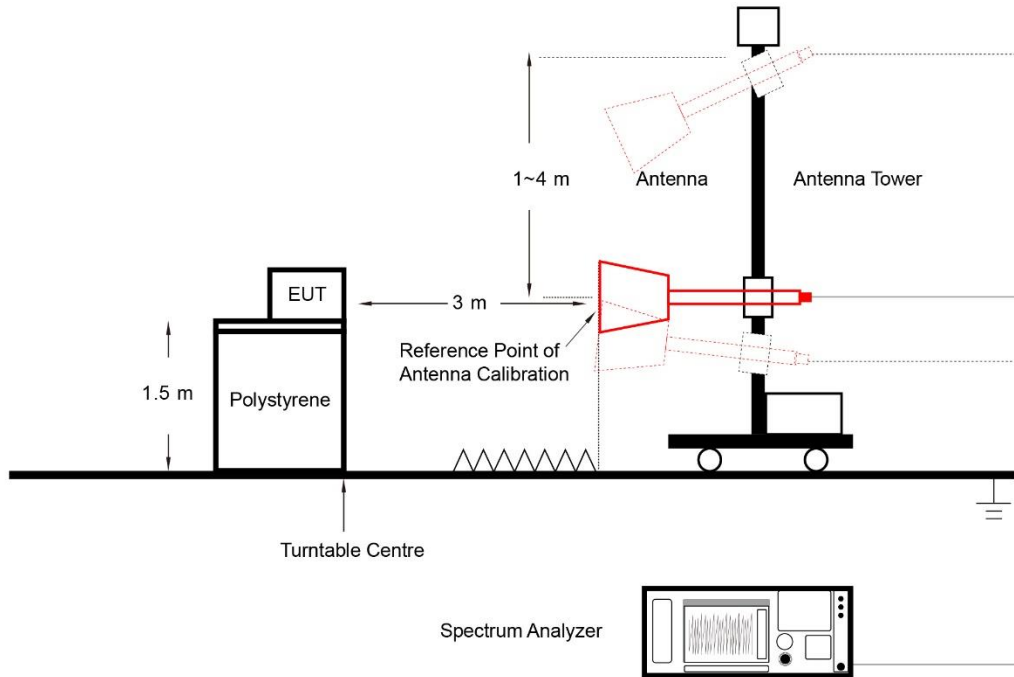 1~4 m
Antenna
Antenna Tower
EUT
3 m
Reference Point of
Antenna Calibration
1.5 m
Polystyrene
Turntable Centre
Spectrum Analyzer